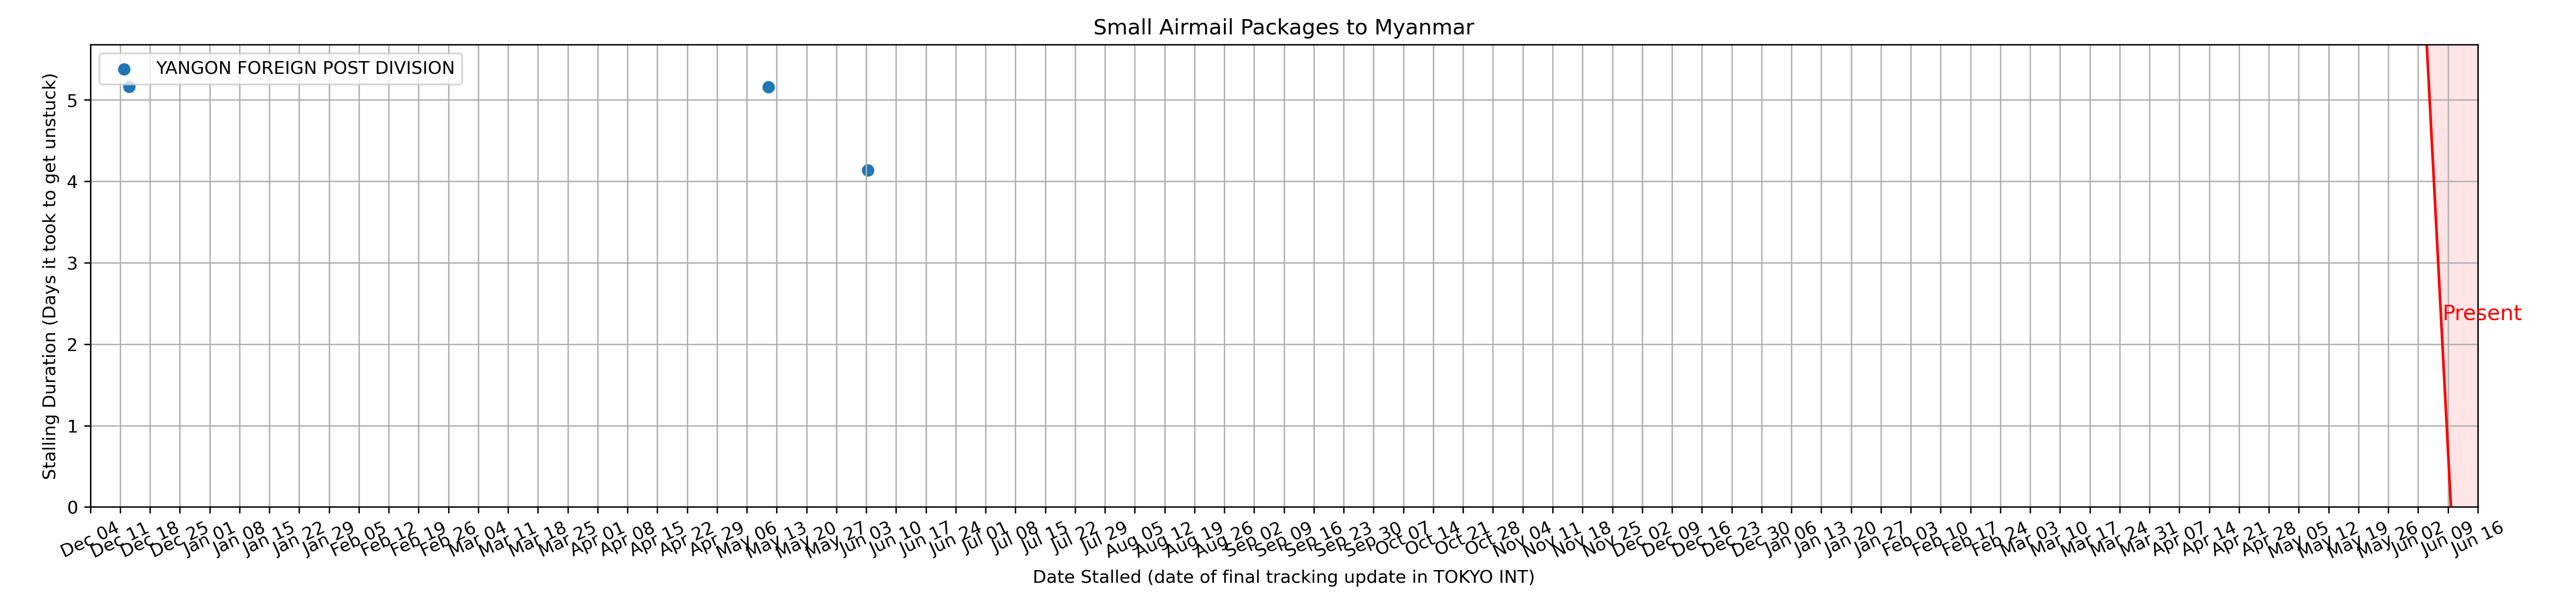 Small Airmail Packages to Myanmar
YANGON FOREIGN POST DIVISION
Stalling Duration (Days it took to get unstuck)
5
4
3
2
1
0
Present
Dec 04
Dec 11
Dec 18
Dec 25
Jan 01
Jan 08
Jan 15
Jan 22
Jan 29
Feb 05
Feb 12
Feb 19
Feb 26
Mar 04
Mar 11
Mar 18
Mar 25
Apr 01
Apr 08
Apr 15
Apr 22
Apr 29
May 06
May 13
May 20
May 27
Jun 03
Jun 10
Jun 17
Jun 24
Jul 01
Jul 08
Jul 15
Jul 22
Jul 29
Aug 05
Aug 12
Aug 19
Aug 26
Sep 02
Sep 09
Sep 16
Sep 23
Sep 30
Oct 07
Oct 14
Oct 21
Oct 28
Nov 04
Nov 11
Nov 18
Nov 25
Dec 02
Dec 09
Dec 16
Dec 23
Dec 30
Jan 06
Jan 13
Jan 20
Jan 27
Feb 03
Feb 10
Feb 17
Feb 24
Mar 03
Mar 10
Mar 17
Mar 24
Mar 31
Apr 07
Apr 14
Apr 21
Apr 28
May 05
May 12
May 19
May 26
Jun 02
Jun 09
Jun 16
Date Stalled (date of final tracking update in TOKYO INT)